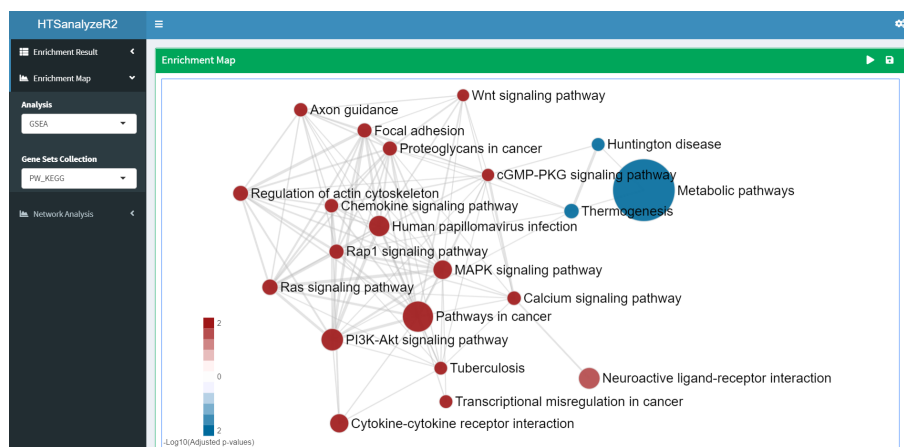 HTSanalyzeR2
Enrichment Result
Enrichment Map
Analysis
GSEA
Gene Sets Collection
PW_KEGG
Network Analysis
Enrichment Map
Wnt signaling pathway
Axon guidance
Focal adhesion
Proteoglycans in cancer
Huntington disease
cGMP-PKG signaling pathway
Metabolic pathways
Regulation of actin cytoskeleton
Chemokine signaling pathway
Thermogenesis
Human papillomavirus infection
Rap1 signaling pathway
MAPK signaling pathway
Ras signaling pathway
Calcium signaling pathway
Pathways in cancer
PI3K-Akt signaling pathway
Tuberculosis
Neuroactive ligand-receptor interaction
Transcriptional misregulation in cancer
Cytokine-cytokine receptor interaction
2
0
2
-Log10(Adjusted p-values)